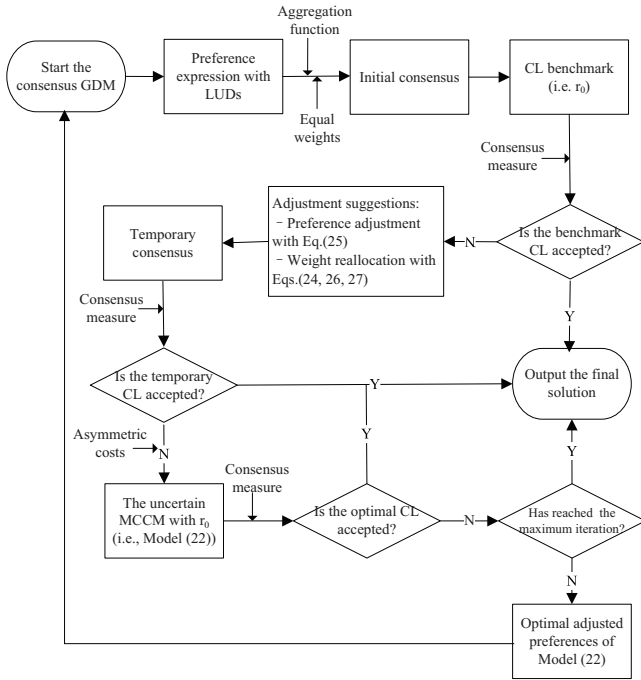 Start the
consensus GDM
Preference
expression with
LUDs
Aggregation
function
Equal
weights
Initial consensus
CL benchmark
(i.e. r₀)
Consensus
measure
Is the benchmark
CL accepted?
N
Y
Adjustment suggestions:
- Preference adjustment
with Eq.(25)
- Weight reallocation with
Eqs.(24, 26, 27)
Temporary
consensus
Consensus
measure
Is the temporary
CL accepted?
Y
Output the final
solution
Asymmetric
costs
N
The uncertain
MCCM with r₀
(i.e., Model (22))
Consensus
measure
Is the optimal CL
accepted?
Y
N
Has reached the
maximum iteration?
Y
N
Optimal adjusted
preferences of
Model (22)